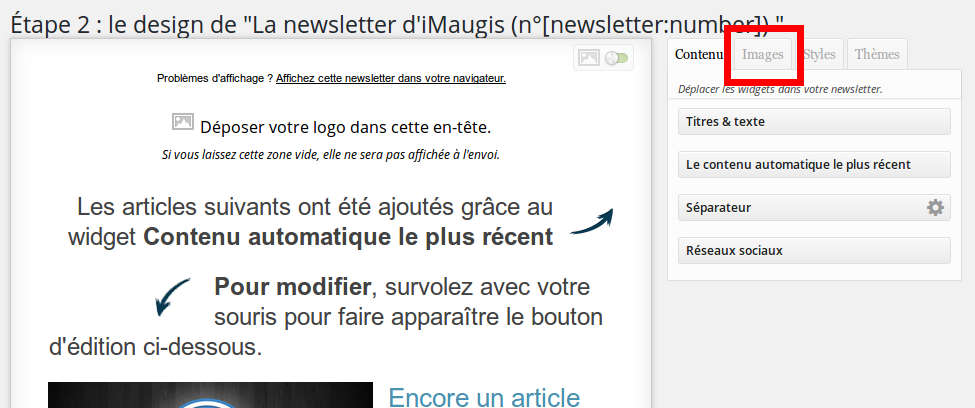 Étape 2 : le design de "La newsletter d'iMaugis (n°[newsletter:number]) "
Contenu Images Styles Thèmes
Problèmes d'affichage ? Affichez cette newsletter dans votre navigateur.
Déplacer les widgets dans votre newsletter.
Déposer votre logo dans cette en-tête.
Si vous laissez cette zone vide, elle ne sera pas affichée à l'envoi.
Titres & texte
Le contenu automatique le plus récent
Séparateur
Réseaux sociaux
Les articles suivants ont été ajoutés grâce au
widget Contenu automatique le plus récent
Pour modifier, survolez avec votre
souris pour faire apparaître le bouton
d'édition ci-dessous.
Encore un article